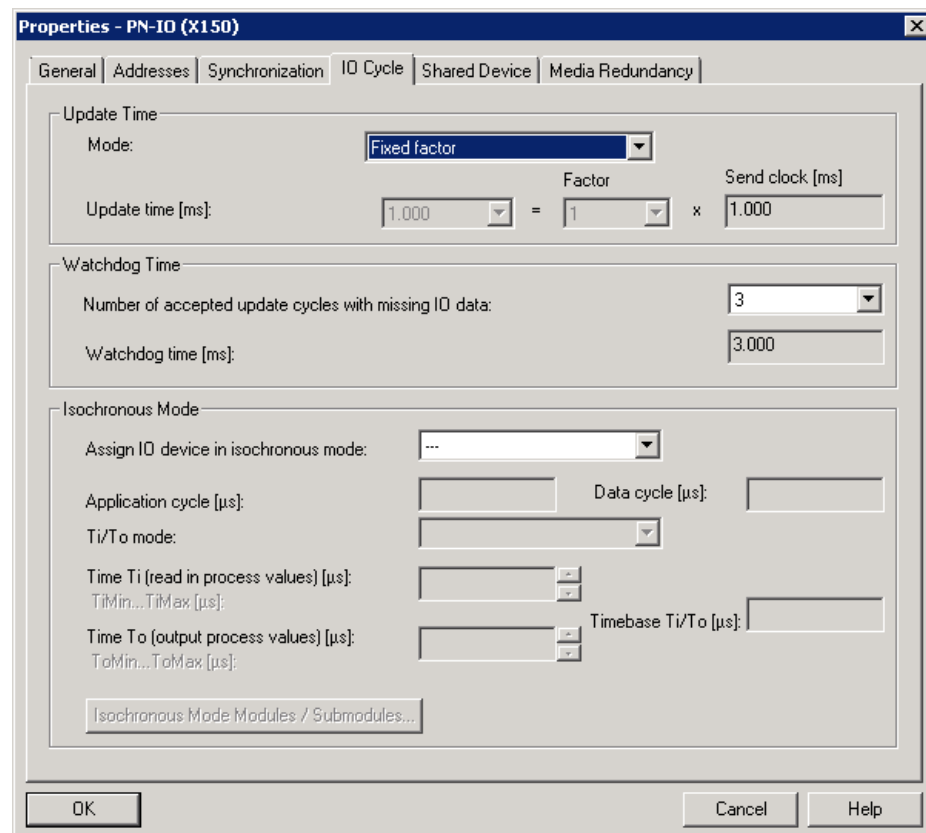 Properties - PN-IO (X150)
General Addresses Synchronization IO Cycle Shared Device Media Redundancy
Update Time
Mode: Fixed factor
Factor Send clock [ms]
Update time [ms]: 1.000 = 1 x 1.000
Watchdog Time
Number of accepted update cycles with missing IO data: 3
Watchdog time [ms]: 3.000
Isochronous Mode
Assign IO device in isochronous mode: ---
Application cycle [µs]: Data cycle [µs]:
Ti/To mode:
Time Ti (read in process values) [µs]:
TiMin...TiMax [µs]:
Timebase Ti/To [µs]:
Time To (output process values) [µs]:
ToMin...ToMax [µs]:
Isochronous Mode Modules / Submodules...
OK Cancel Help